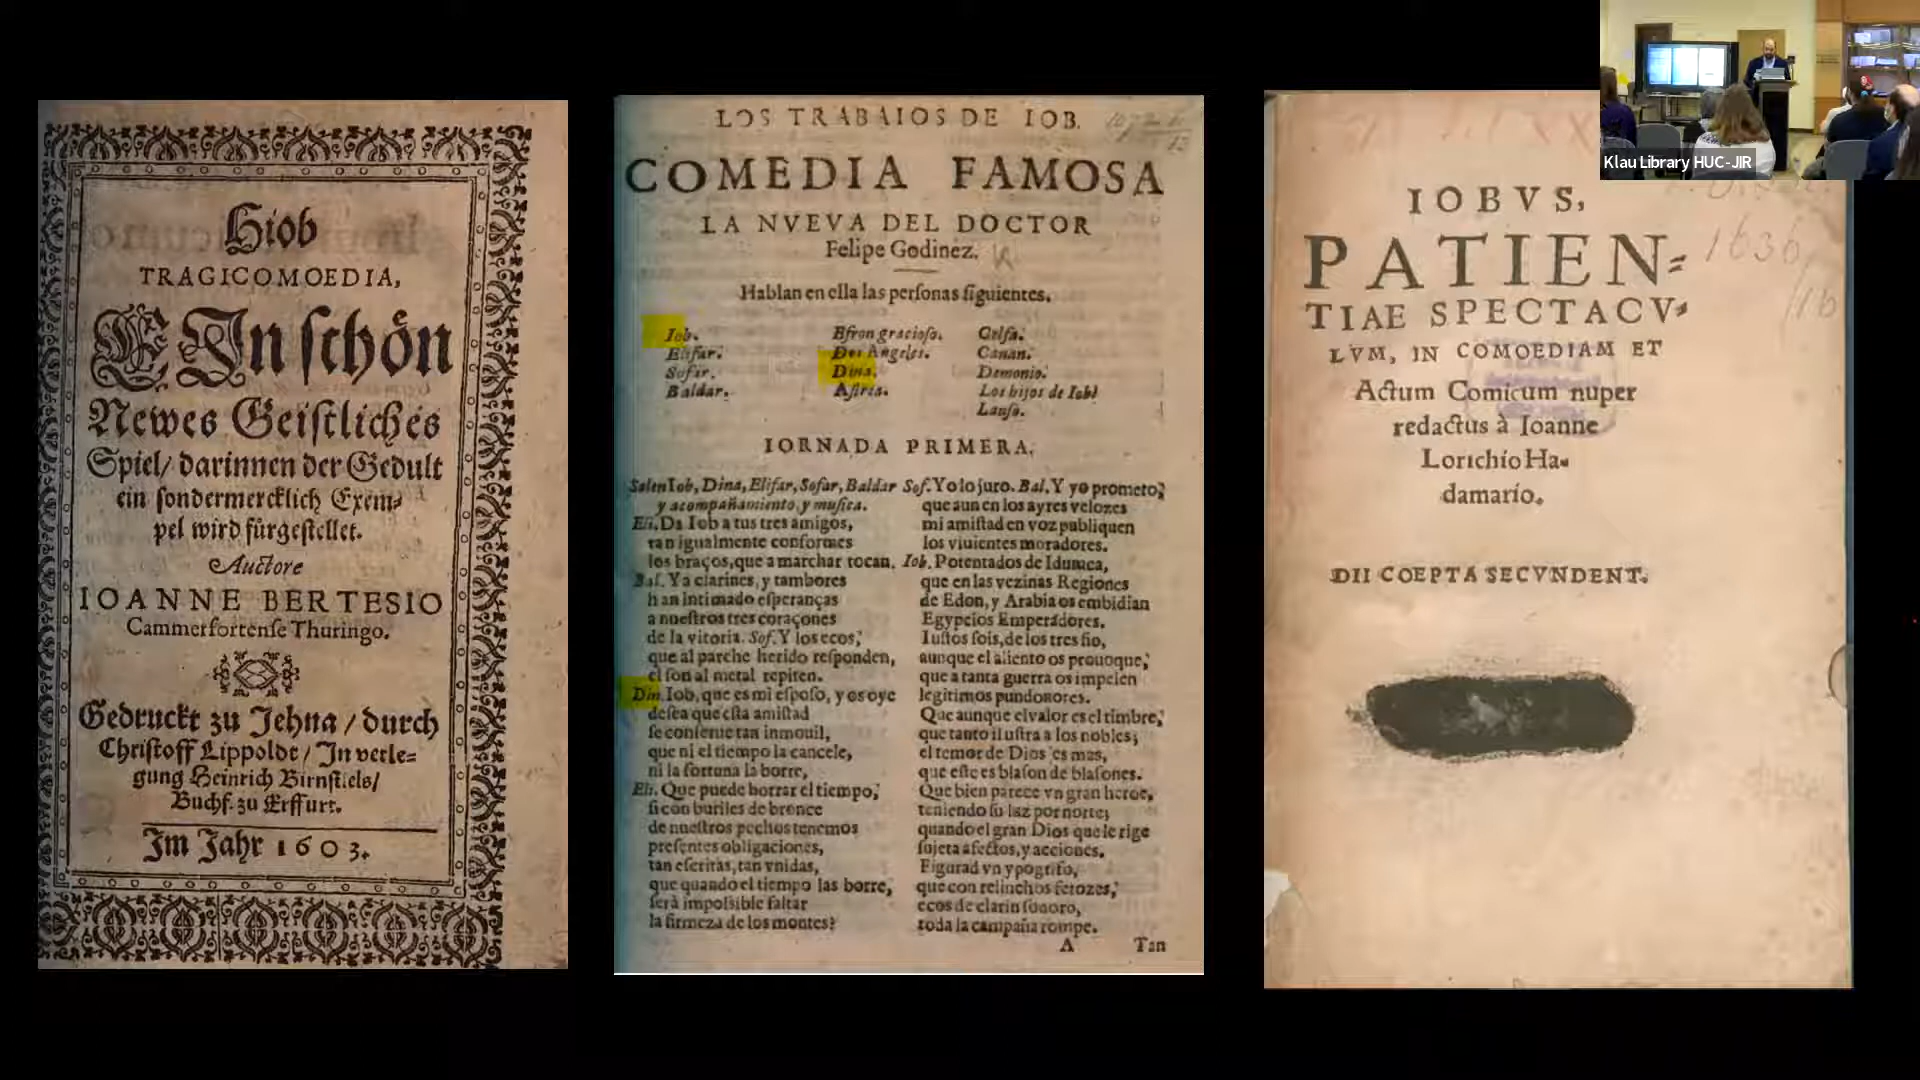 Hiob
TRAGICOMOEDIA,
EJn schön
Newes Geistliches
Spiel/ darinnen der Gedult
ein sondermercklich Exem-
pel wird fürgestellet.
Auctore
IOANNE BERTESIO
Cammerfortense Thuringo.
Gedruckt zu Jehna / durch
Christoff Lippolde / In verle-
gung Heinrich Birnstiels/
Buchf. zu Erffurt.
Im Jahr 1603.
LOS TRABAIOS DE IOB.
COMEDIA FAMOSA
LA NVEVA DEL DOCTOR
Felipe Godinez.
Hablan en ella las personas siguientes.
Iob. Efron gracioso. Celfa.
Elifaz. Dos Angeles. Canan.
Sofar. Dina. Demonio.
Baldar. Astrea. Los hijos de Iob
Lauso.
IORNADA PRIMERA.
Salen Iob, Dina, Elifaz, Sofar, Baldar
y acompañamiento, y musica.
Eli. Da Iob a tus tres amigos,
tan igualmente conformes
los braços, que a marchar tocan.
Bal. Ya clarines, y tambores
han intimado esperanças
a nuestros tres coraçones
de la vitoria. Sof. Y los ecos,
que al parche herido responden,
el son al metal repiten.
Din. Iob, que es mi esposo, y os oye
desea que esta amistad
se conserue tan inmouil,
que ni el tiempo la cancele,
ni la fortuna la borre,
Eli. Que puede borrar el tiempo,
si con buriles de bronce
de nuestros pechos tenemos
presentes obligaciones,
tan escritas, tan vnidas,
que quando el tiempo las borre,
serà impossible faltar
la firmeza de los montes?
Sof. Yo lo juro. Bal. Y yo prometo,
que aun en los ayres velozes
mi amistad en voz publiquen
los viuientes moradores.
Iob. Potentados de Idumea,
que en las vezinas Regiones
de Edon, y Arabia os embidian
Egypcios Emperadores.
Iustos sois, de los tres fio,
aunque el aliento os prouoque,
que a tanta guerra os impelen
legitimos pundonores.
Que aunque el valor es el timbre,
que tanto ilustra a los nobles,
el temor de Dios es mas,
que este es blason de blasones.
Que bien parece vn gran heroe,
teniendo su luz por norte,
quando el gran Dios que le rige
sujeta afectos, y acciones.
Figurad vn ypogrifo,
que con relinchos ferozes,
ecos de clarin sonoro,
toda la campaña rompe.
A Tan
IOBVS,
PATIEN-
TIAE SPECTACV-
LVM, IN COMOEDIAM ET
Actum Comicum nuper
redactus à Ioanne
Lorichio Ha-
damario.
1636
DII COEPTA SECVNDENT.
Klau Library HUC-JIR